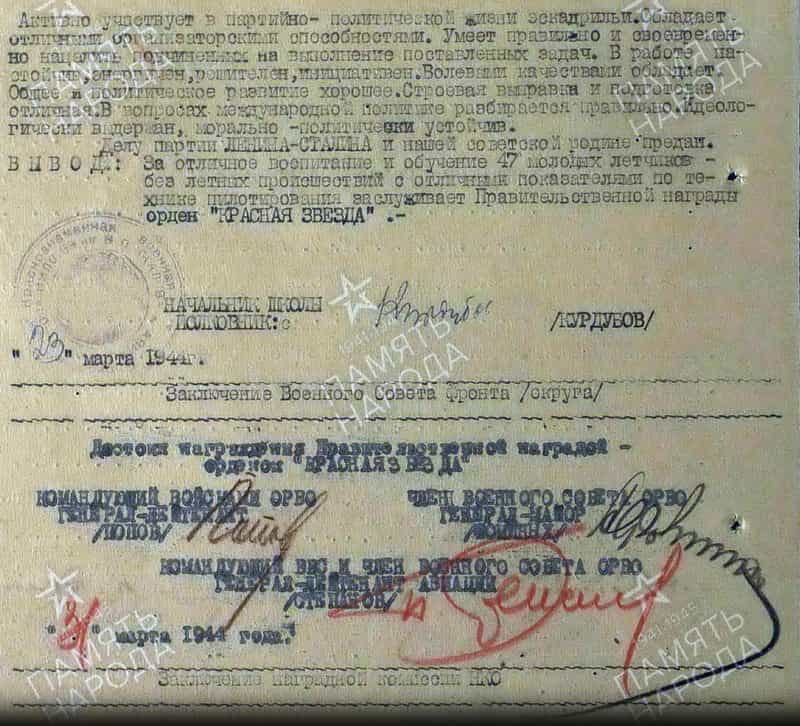 Активно участвует в партийно- политической жизни эскадрильи.Обладает
отличными организаторскими способностями. Умеет правильно и своевремен-
но нацелить подчиненных на выполнение поставленных задач. В работе на-
стойчив,энергичен,решителен,инициативен.Волевыми качествами обладает.
Общее и политическое развитие хорошее.Строевая выправка и подготовка
отличная.В вопросах международной политике разбирается правильно.Идеоло-
гически выдержан, морально -политически устойчив.
Делу партии ЛЕНИНА-СТАЛИНА и нашей советской родине предан.
В Ы В О Д : За отличное воспитание и обучение 47 молодых летчиков -
без летных происшествий с отличными показателями по те-
хнике пилотирования заслуживает Правительственной награды
орден "КРАСНАЯ ЗВЕЗДА" .-
НАЧАЛЬНИК ШКОЛЫ
ПОЛКОВНИК: /КУРДУБОВ/
"23" марта 1944г.
Заключение Военного Совета фронта /округа/
Достоин награждения Правительственной наградой -
орденом "КРАСНАЯ ЗВЕЗДА"
КОМАНДУЮЩИЙ ВОЙСКАМИ ОРВО ЧЛЕН ВОЕННОГО СОВЕТА ОРВО
ГЕНЕРАЛ-ЛЕЙТЕНАНТ ГЕНЕРАЛ-МАЙОР
/ПОПОВ/
КОМАНДУЮЩИЙ ВВС И ЧЛЕН ВОЕННОГО СОВЕТА ОРВО
ГЕНЕРАЛ-ЛЕЙТЕНАНТ АВИАЦИИ
/СТЕПАНОВ/
" " марта 1944 года."
Заключение наградной комиссии НКО
ПАМЯТЬ НАРОДА
1941-1945